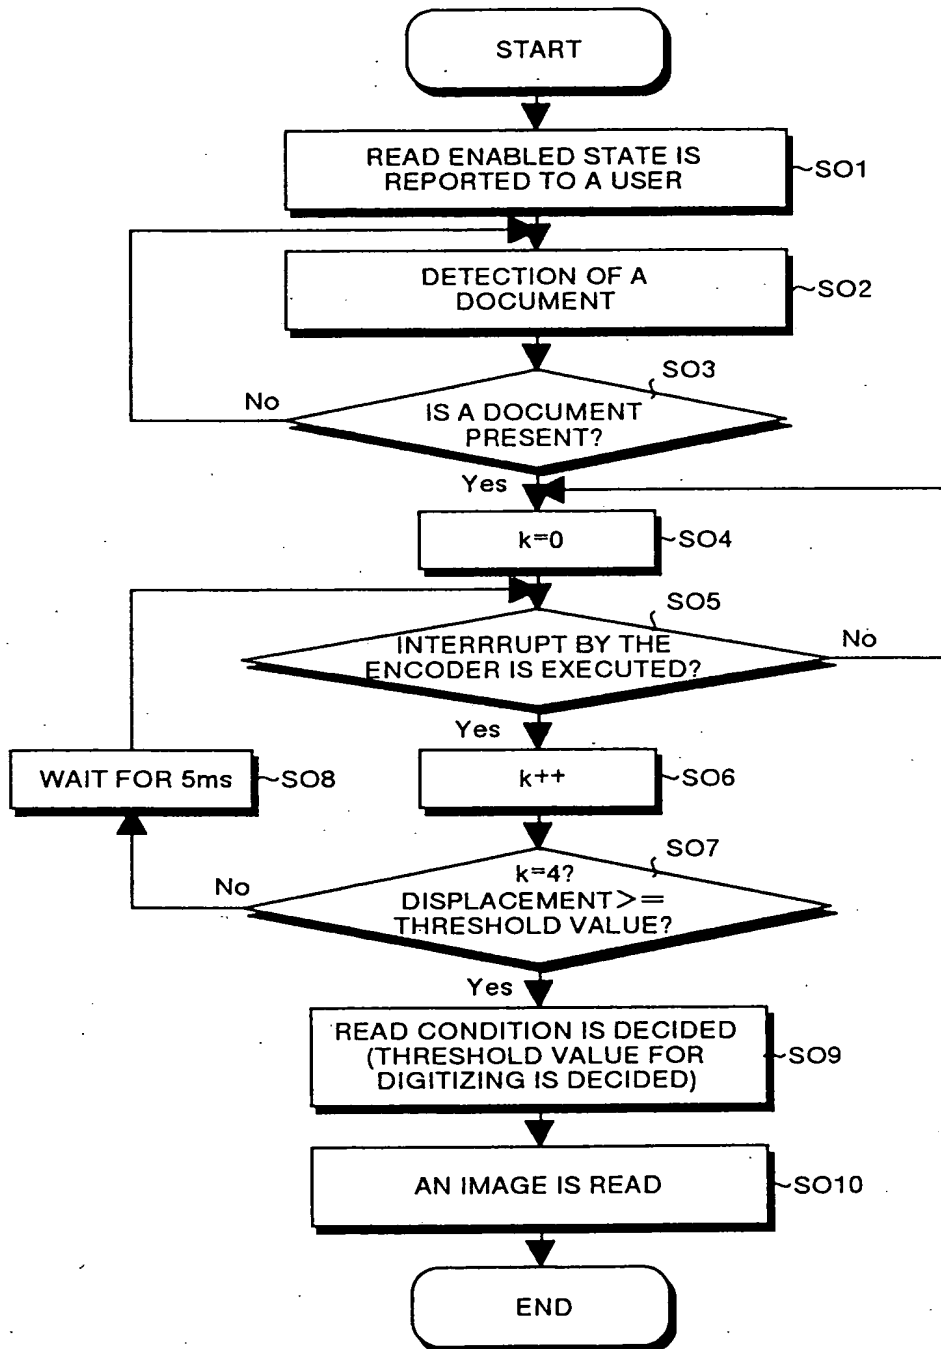 START
READ ENABLED STATE IS
REPORTED TO A USER
SO1
DETECTION OF A
DOCUMENT
SO2
SO3
No
IS A DOCUMENT
PRESENT?
Yes
k=0
SO4
SO5
INTERRRUPT BY THE
ENCODER IS EXECUTED?
No
Yes
WAIT FOR 5ms
SO8
k++
SO6
SO7
k=4?
No
DISPLACEMENT>=
THRESHOLD VALUE?
Yes
READ CONDITION IS DECIDED
(THRESHOLD VALUE FOR
DIGITIZING IS DECIDED)
SO9
AN IMAGE IS READ
SO10
END